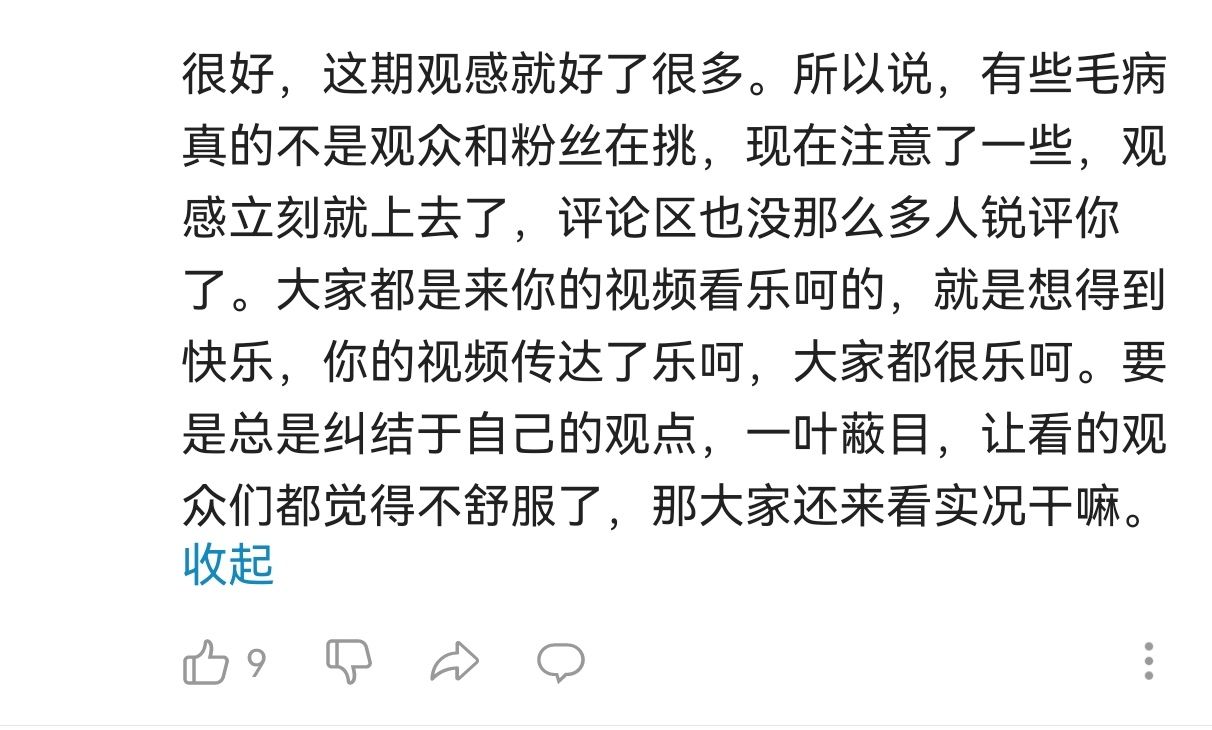 很好，这期观感就好了很多。所以说，有些毛病
真的不是观众和粉丝在挑，现在注意了一些，观
感立刻就上去了，评论区也没那么多人锐评你
了。大家都是来你的视频看乐呵的，就是想得到
快乐，你的视频传达了乐呵，大家都很乐呵。要
是总是纠结于自己的观点，一叶蔽目，让看的观
众们都觉得不舒服了，那大家还来看实况干嘛。
收起
9